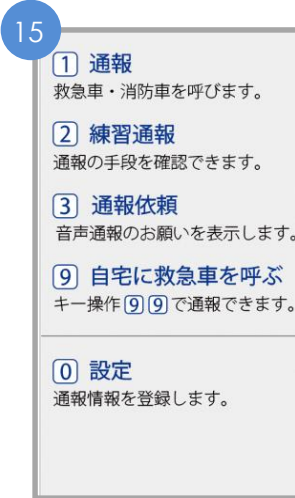 15
1 通報
救急車・消防車を呼びます。
2 練習通報
通報の手段を確認できます。
3 通報依頼
音声通報のお願いを表示します。
9 自宅に救急車を呼ぶ
キー操作99で通報できます。
0 設定
通報情報を登録します。